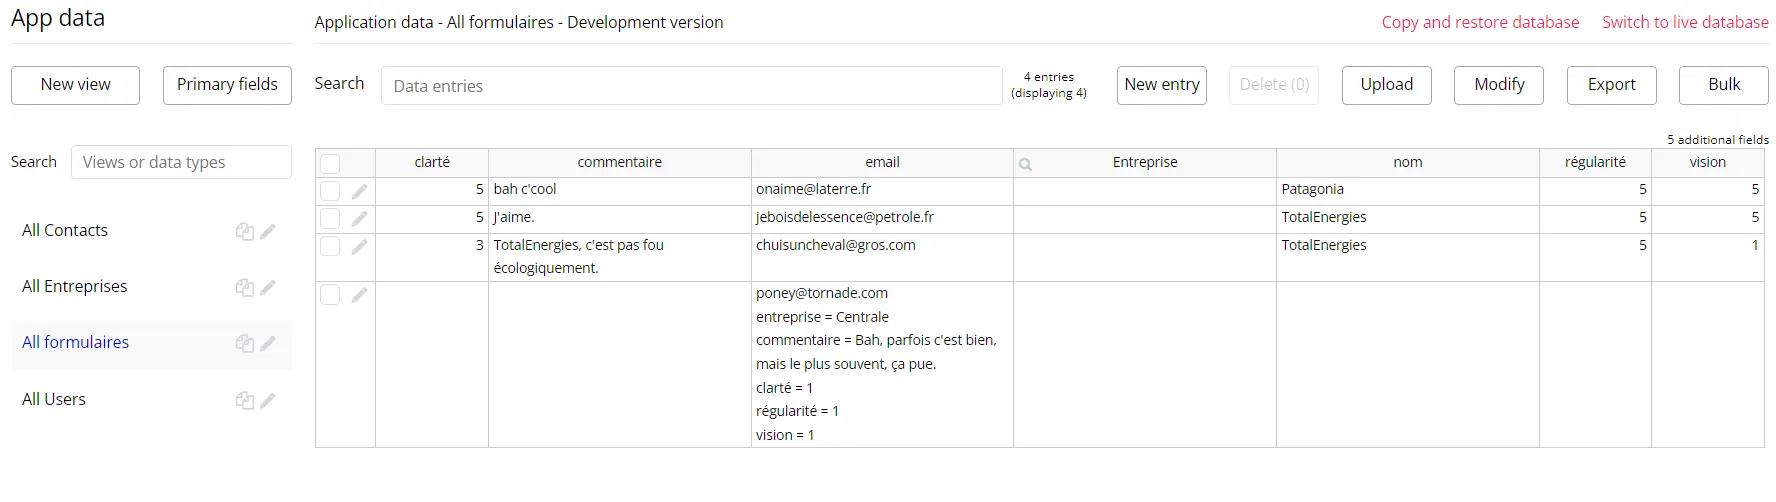 App data
Application data - All formulaires - Development version
Copy and restore database
Switch to live database
New view
Primary fields
Search
Data entries
4 entries
(displaying 4)
New entry
Delete (0)
Upload
Modify
Export
Bulk
5 additional fields
Search
Views or data types
All Contacts
All Entreprises
All formulaires
All Users
clarté commentaire email Entreprise nom régularité vision
5 bah c'cool onaime@laterre.fr Patagonia 5 5
5 J'aime. jeboisdelessence@petrole.fr TotalEnergies 5 5
3 TotalEnergies, c'est pas fou chuisuncheval@gros.com TotalEnergies 5 1
écologiquement.
poney@tornade.com
entreprise = Centrale
commentaire = Bah, parfois c'est bien,
mais le plus souvent, ça pue.
clarté = 1
régularité = 1
vision = 1